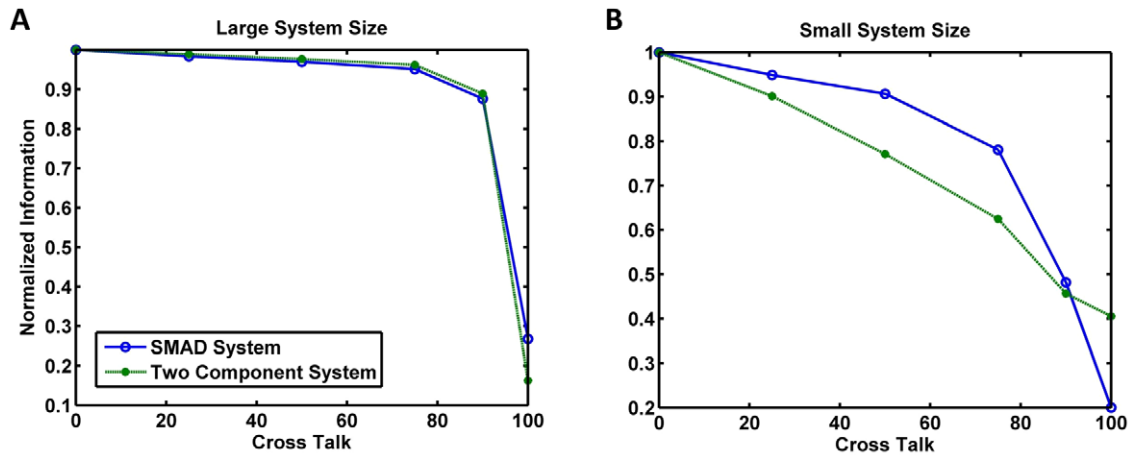 A
Large System Size
Normalized Information
0.9
0.8
0.7
0.6
0.5
0.4
0.3
0.2
0.1
0 20 40 60 80 100
Cross Talk
SMAD System
Two Component System
B
Small System Size
1
0.9
0.8
0.7
0.6
0.5
0.4
0.3
0.2
0 20 40 60 80 100
Cross Talk